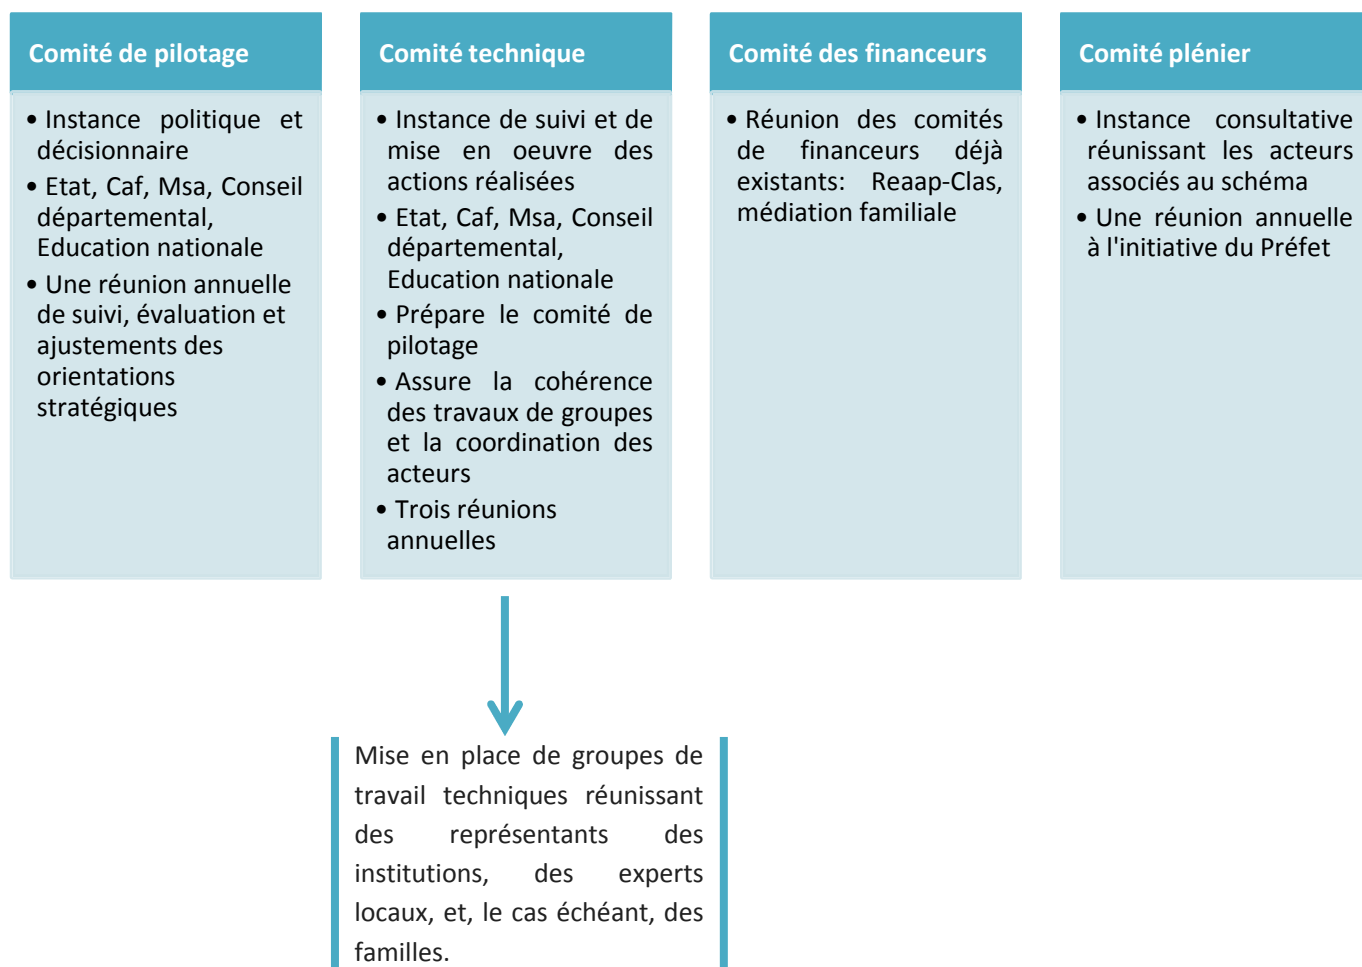 Comité de pilotage
• Instance politique et
décisionnaire
• Etat, Caf, Msa, Conseil
départemental,
Education nationale
• Une réunion annuelle
de suivi, évaluation et
ajustements des
orientations
stratégiques
Comité technique
• Instance de suivi et de
mise en oeuvre des
actions réalisées
• Etat, Caf, Msa, Conseil
départemental,
Education nationale
• Prépare le comité de
pilotage
• Assure la cohérence
des travaux de groupes
et la coordination des
acteurs
• Trois réunions
annuelles
Comité des financeurs
• Réunion des comités
de financeurs déjà
existants: Reaap-Clas,
médiation familiale
Comité plénier
• Instance consultative
réunissant les acteurs
associés au schéma
• Une réunion annuelle
à l'initiative du Préfet
Mise en place de groupes de
travail techniques réunissant
des représentants des
institutions, des experts
locaux, et, le cas échéant, des
familles.